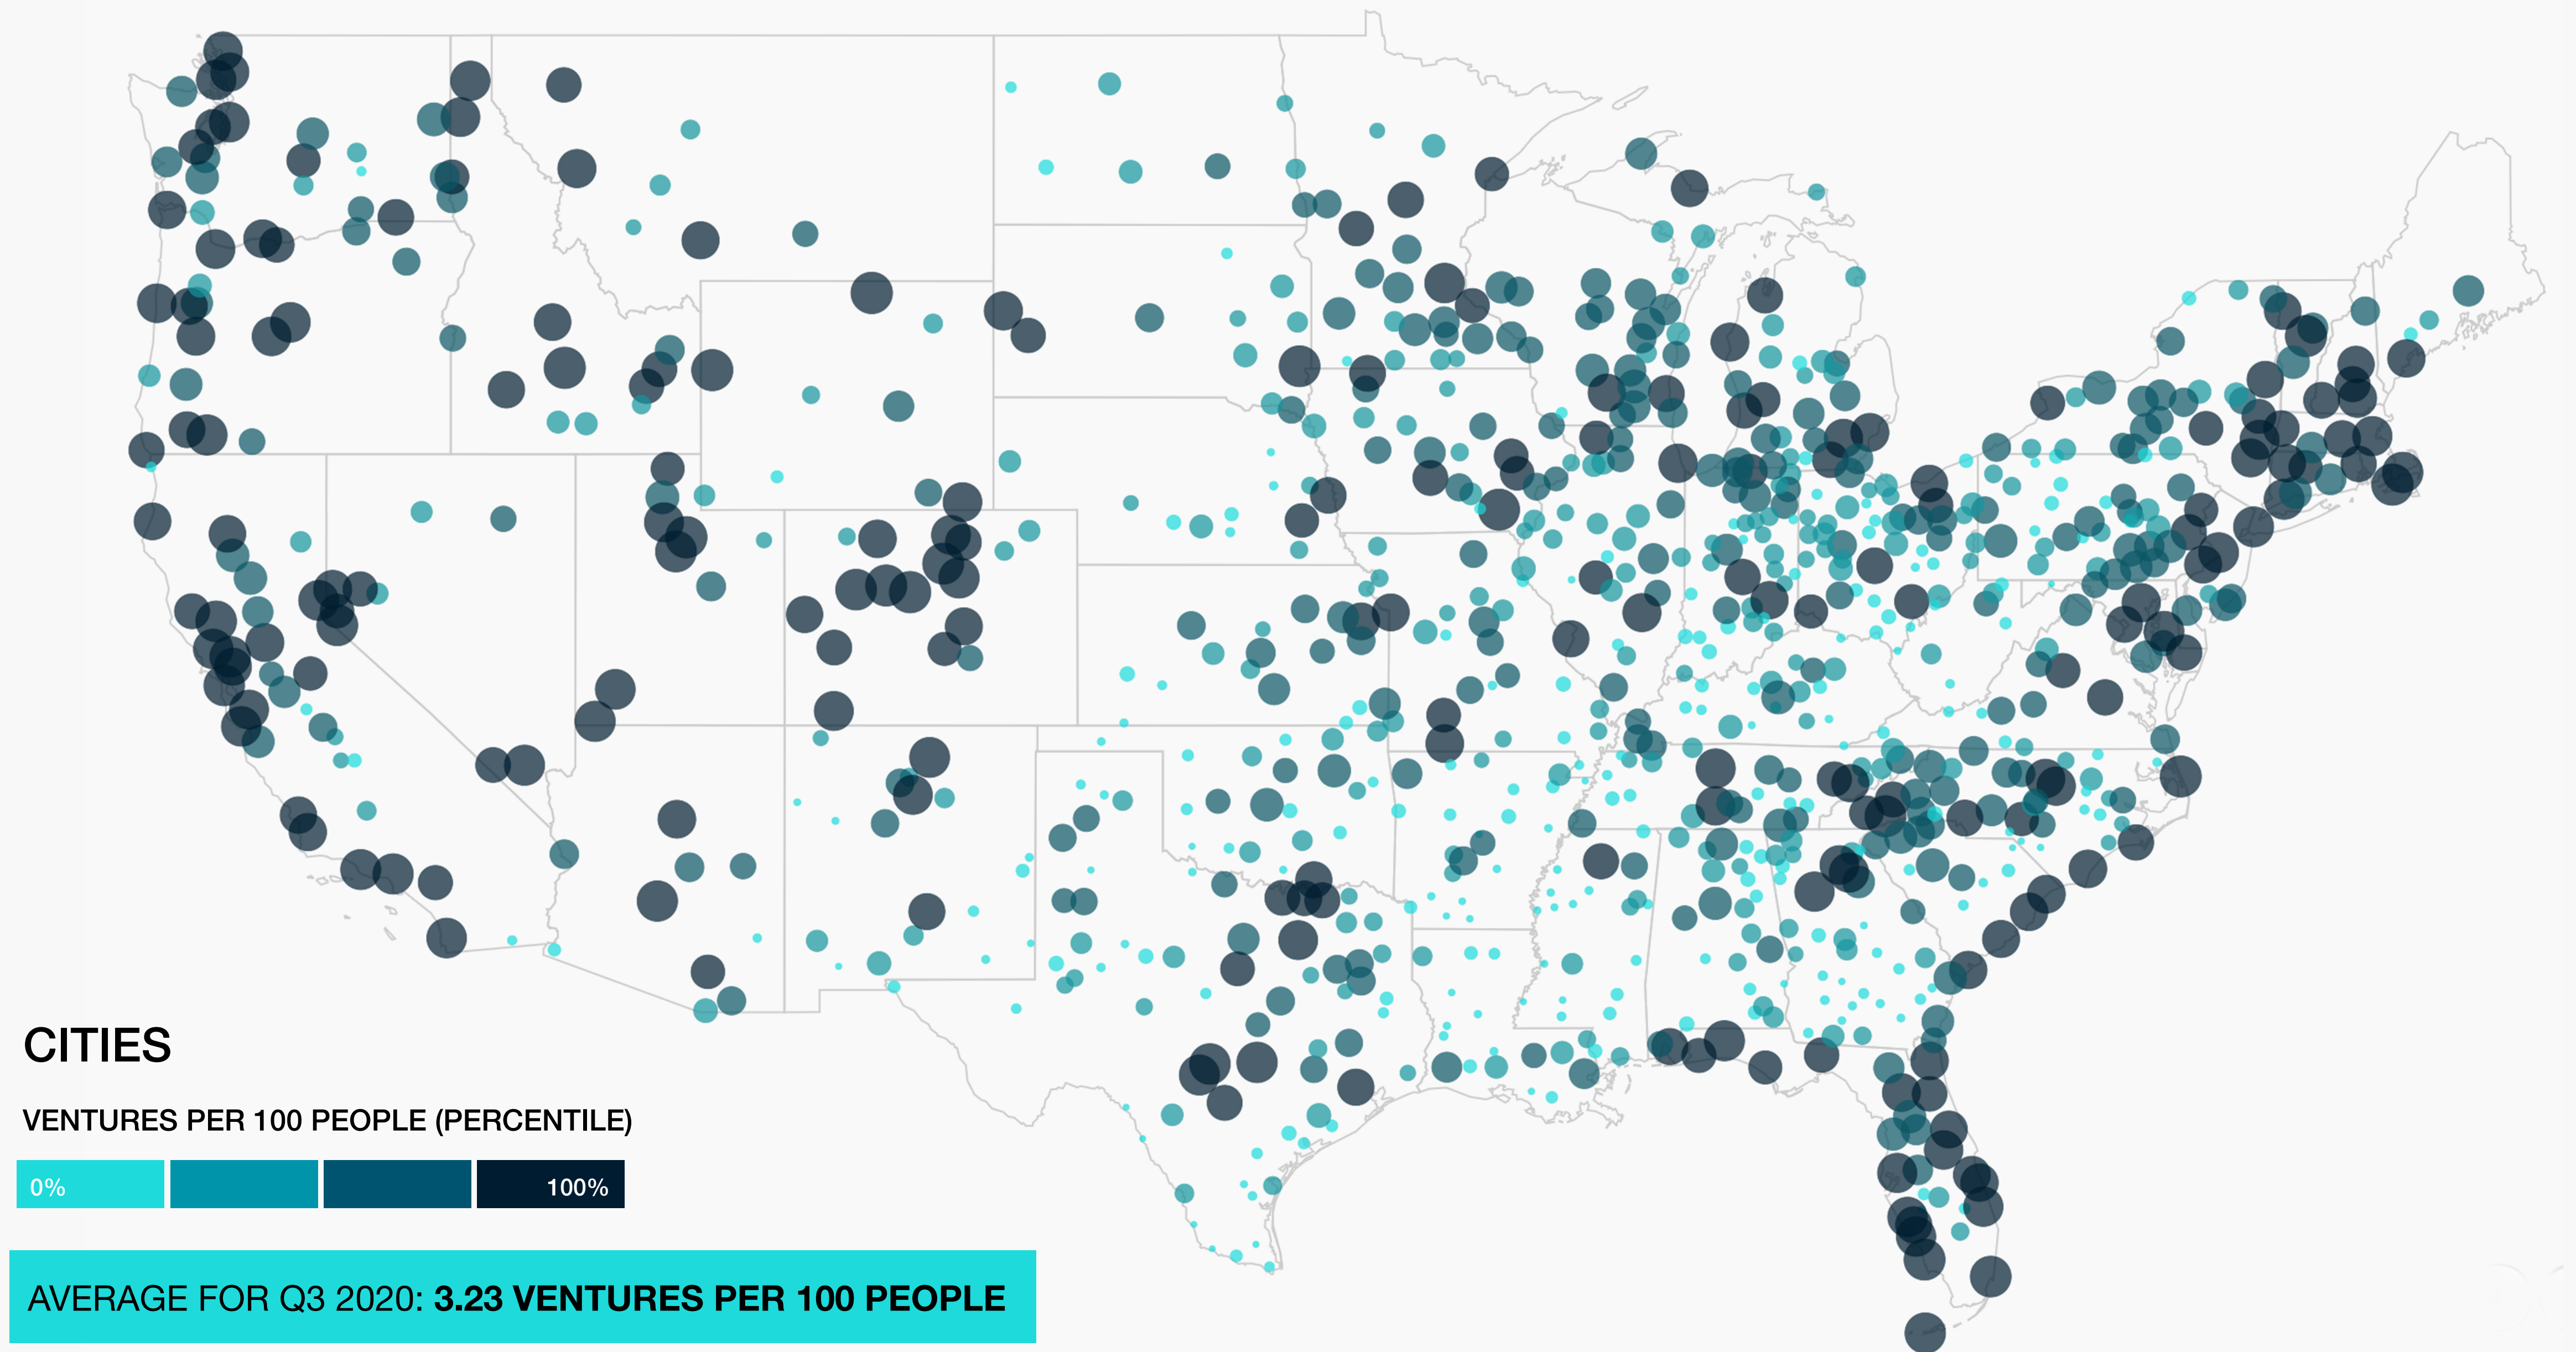 CITIES
VENTURES PER 100 PEOPLE (PERCENTILE)
0% 100%
AVERAGE FOR Q3 2020: 3.23 VENTURES PER 100 PEOPLE